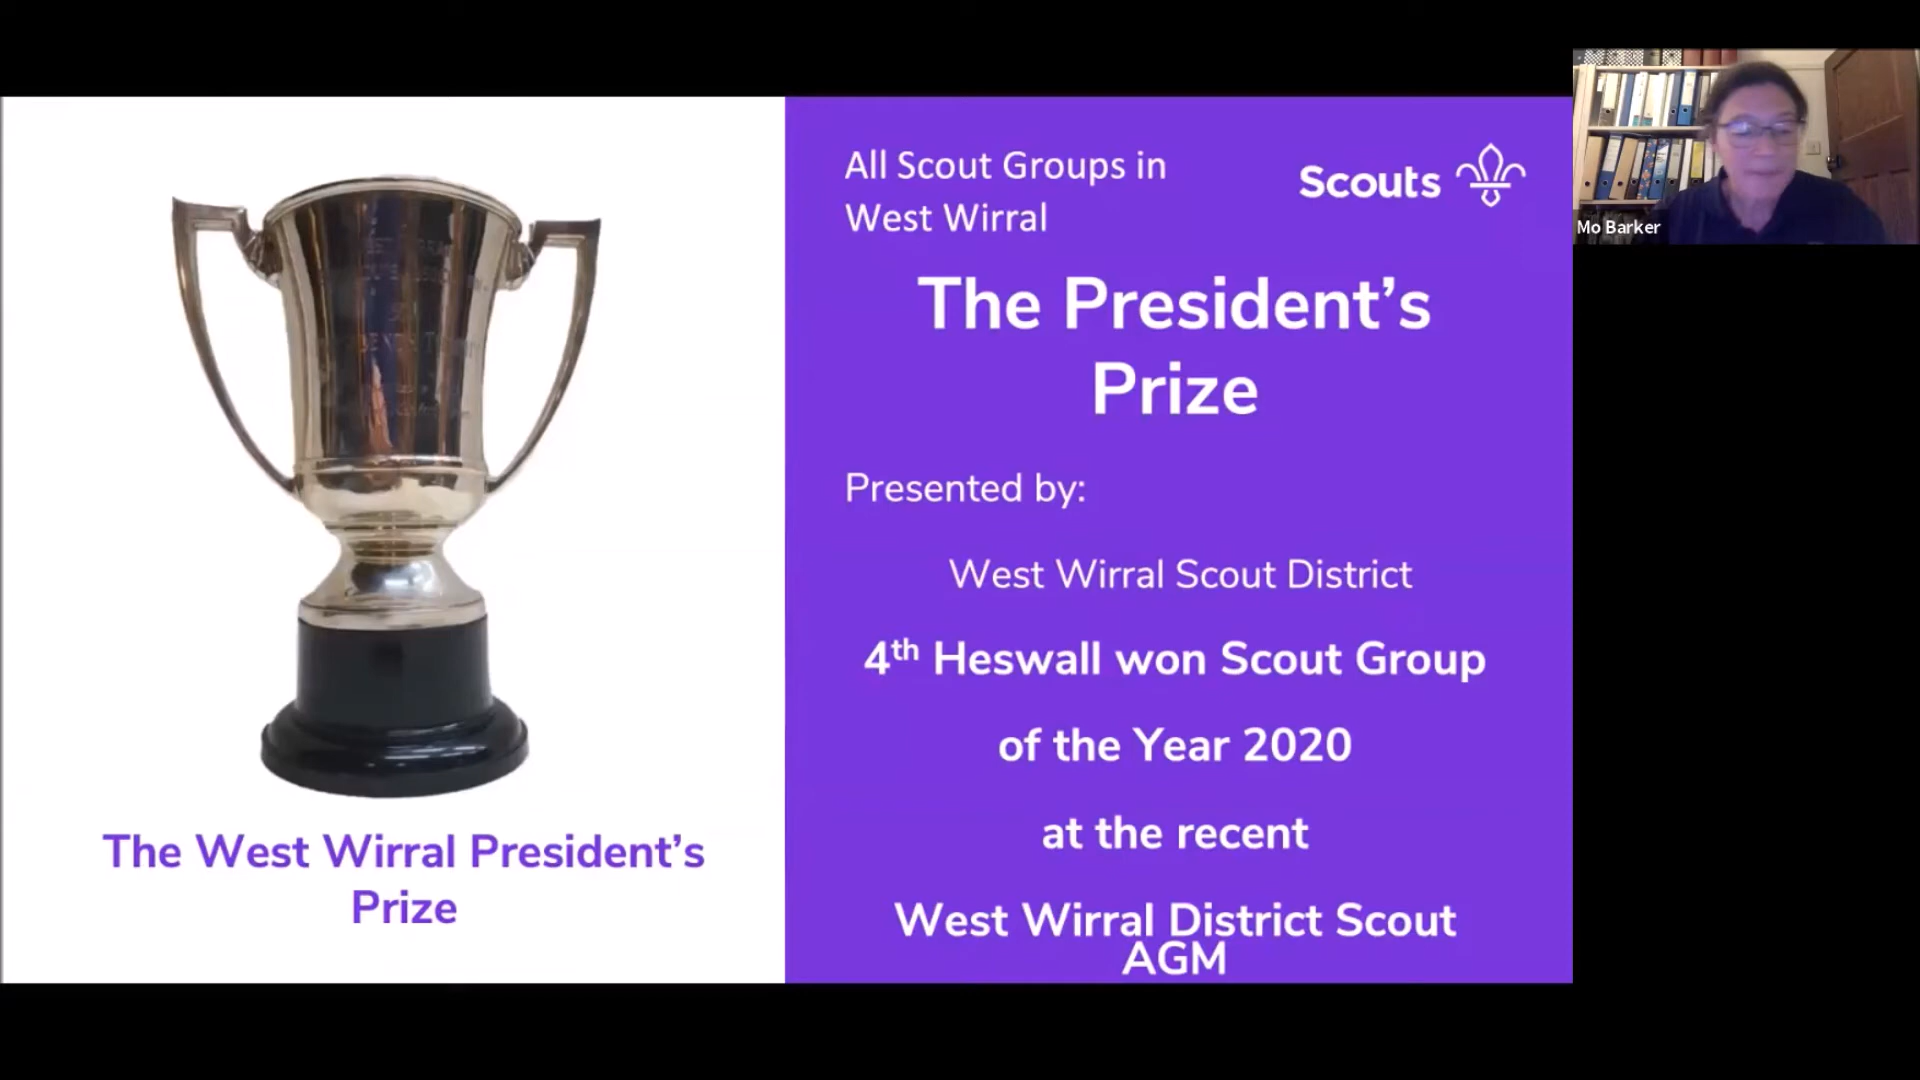 All Scout Groups in
West Wirral
Scouts
The President’s
Prize
Presented by:
West Wirral Scout District
4th Heswall won Scout Group
of the Year 2020
at the recent
West Wirral District Scout
AGM
The West Wirral President’s
Prize
Mo Barker